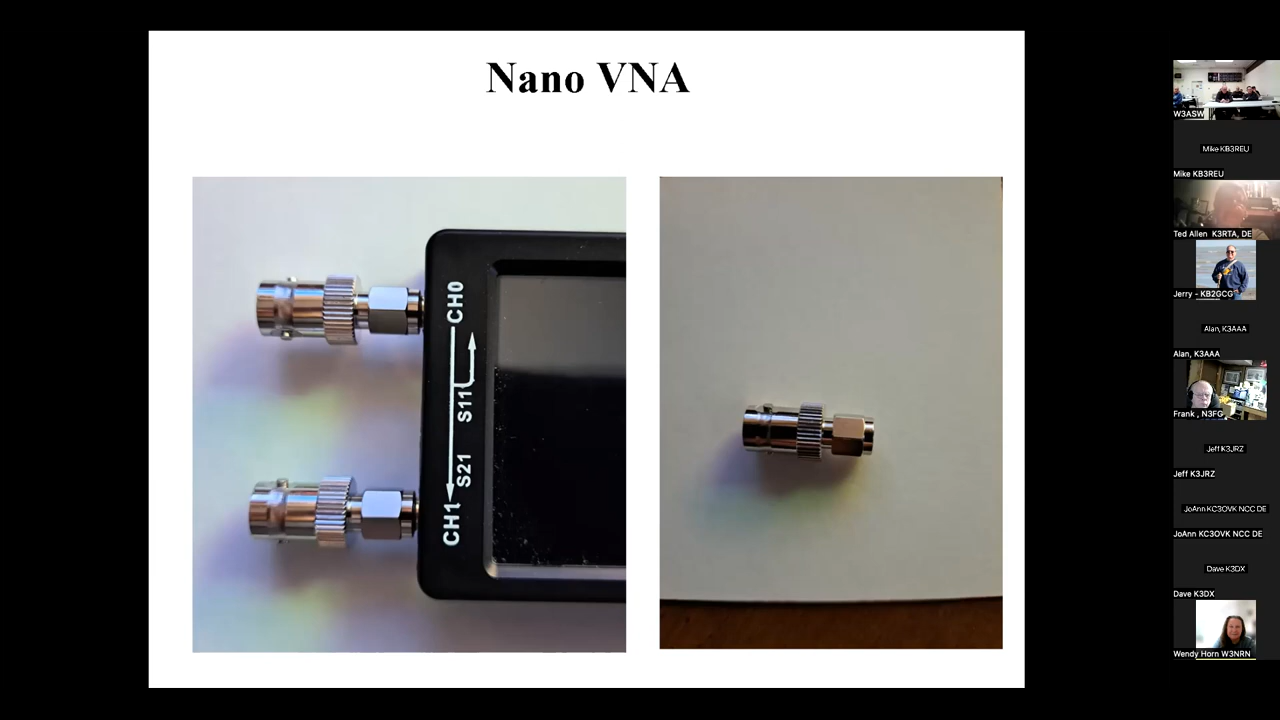 Nano VNA
CH0
S11
S21
CH1
W3ASW
Mike KB3REU
Mike KB3REU
Ted Allen K3RTA, DE
Jerry - KB2GCG
Alan, K3AAA
Alan, K3AAA
Frank , N3FG
Jeff K3JRZ
Jeff K3JRZ
JoAnn KC3OVK NCC DE
JoAnn KC3OVK NCC DE
Dave K3DX
Dave K3DX
Wendy Horn W3NRN